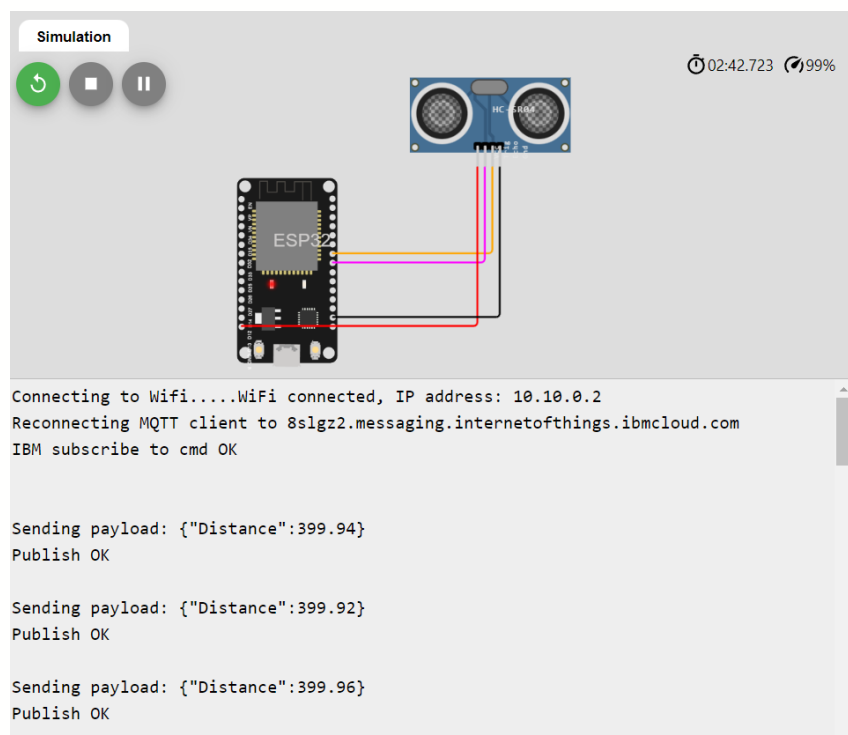 Simulation
02:42.723 99%
HC-SR04
ESP32
Connecting to Wifi.....WiFi connected, IP address: 10.10.0.2
Reconnecting MQTT client to 8slgz2.messaging.internetofthings.ibmcloud.com
IBM subscribe to cmd OK
Sending payload: {"Distance":399.94}
Publish OK
Sending payload: {"Distance":399.92}
Publish OK
Sending payload: {"Distance":399.96}
Publish OK